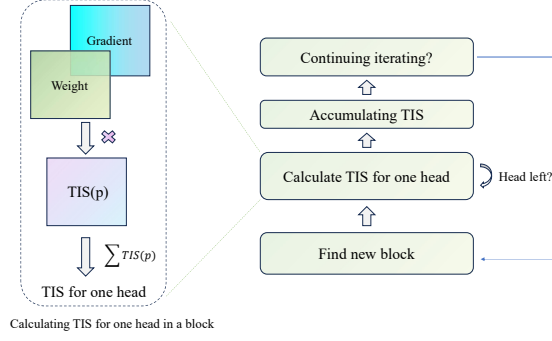 Gradient
Weight
TIS(p)
∑TIS(p)
TIS for one head
Calculating TIS for one head in a block
Continuing iterating?
Accumulating TIS
Calculate TIS for one head
Head left?
Find new block